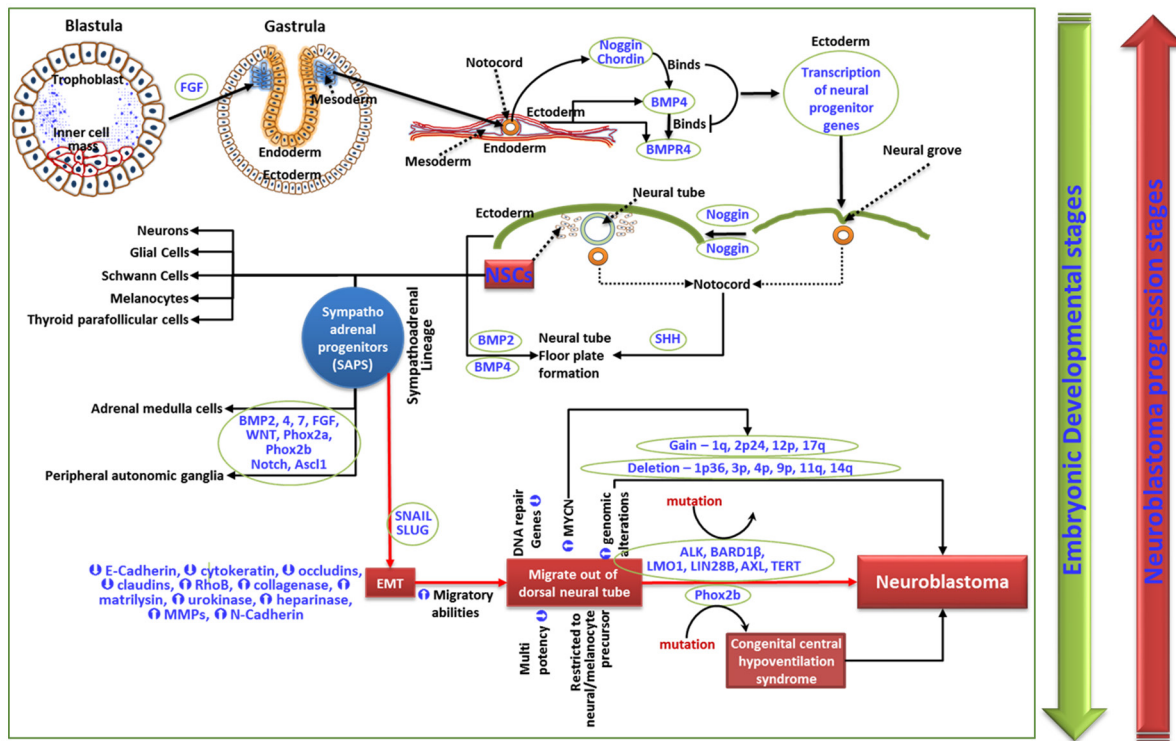 Blastula
Trophoblast
Inner cell
mass
FGF
Gastrula
Mesoderm
Endoderm
Ectoderm
Notocord
Ectoderm
Endoderm
Mesoderm
Noggin
Chordin
Binds
BMP4
Binds
BMPR4
Ectoderm
Transcription
of neural
progenitor
genes
Neural grove
Neural tube
Ectoderm
Noggin
Noggin
NSCs
Notocord
Neurons
Glial Cells
Schwann Cells
Melanocytes
Thyroid parafollicular cells
Sympatho
adrenal
progenitors
(SAPS)
Sympathoadrenal
Lineage
BMP2
BMP4
Neural tube
Floor plate
formation
SHH
Adrenal medulla cells
BMP2, 4, 7, FGF,
WNT, Phox2a,
Phox2b
Notch, Ascl1
Peripheral autonomic ganglia
SNAIL
SLUG
E-Cadherin, cytokeratin, occludins,
claudins, RhoB, collagenase,
matrilysin, urokinase, heparinase,
MMPs, N-Cadherin
EMT
Migratory
abilities
DNA repair
Genes
MYCN
genomic
alterations
Migrate out of
dorsal neural tube
Multi
potency
Restricted to
neural/melanocyte
precursor
Gain – 1q, 2p24, 12p, 17q
Deletion – 1p36, 3p, 4p, 9p, 11q, 14q
mutation
ALK, BARD1β,
LMO1, LIN28B, AXL, TERT
Phox2b
mutation
Congenital central
hypoventilation
syndrome
Neuroblastoma
Embryonic Developmental stages
Neuroblastoma progression stages